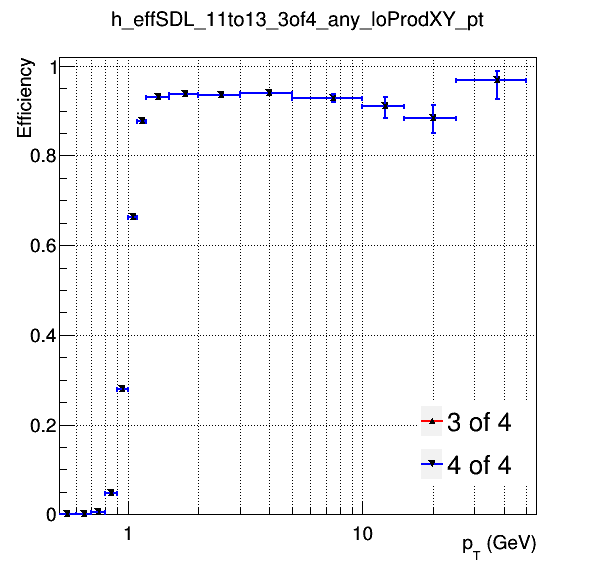 h_effSDL_11to13_3of4_any_loProdXY_pt
Efficiency
1
0.8
0.6
0.4
0.2
0
3 of 4
4 of 4
1
10
p_T (GeV)